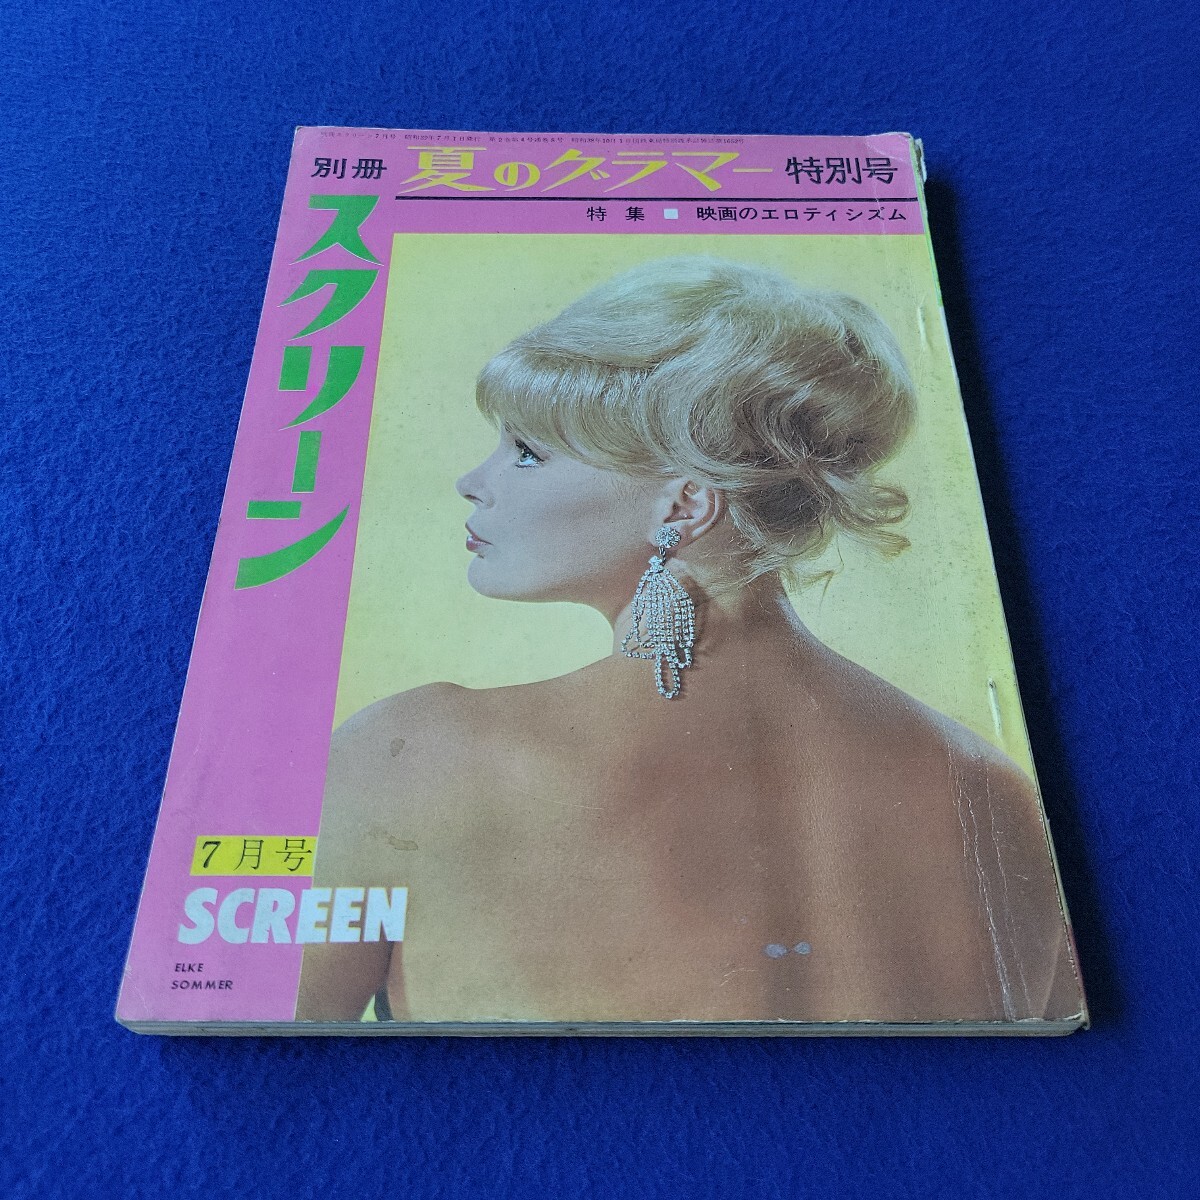 別冊 夏のグラマー 特別号
特集 ■ 映画のエロティシズム
スクリーン
7月号
SCREEN
ELKE
SOMMER